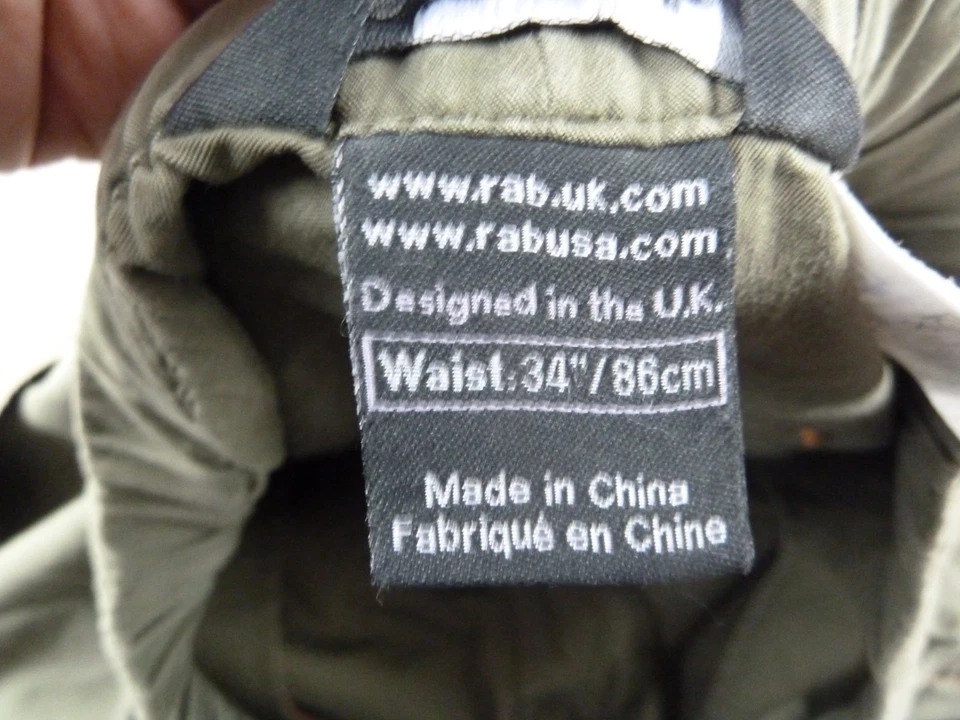 www.rab.uk.com
www.rabusa.com
Designed in the U.K.
Waist:34"/86cm
Made in China
Fabriqué en Chine